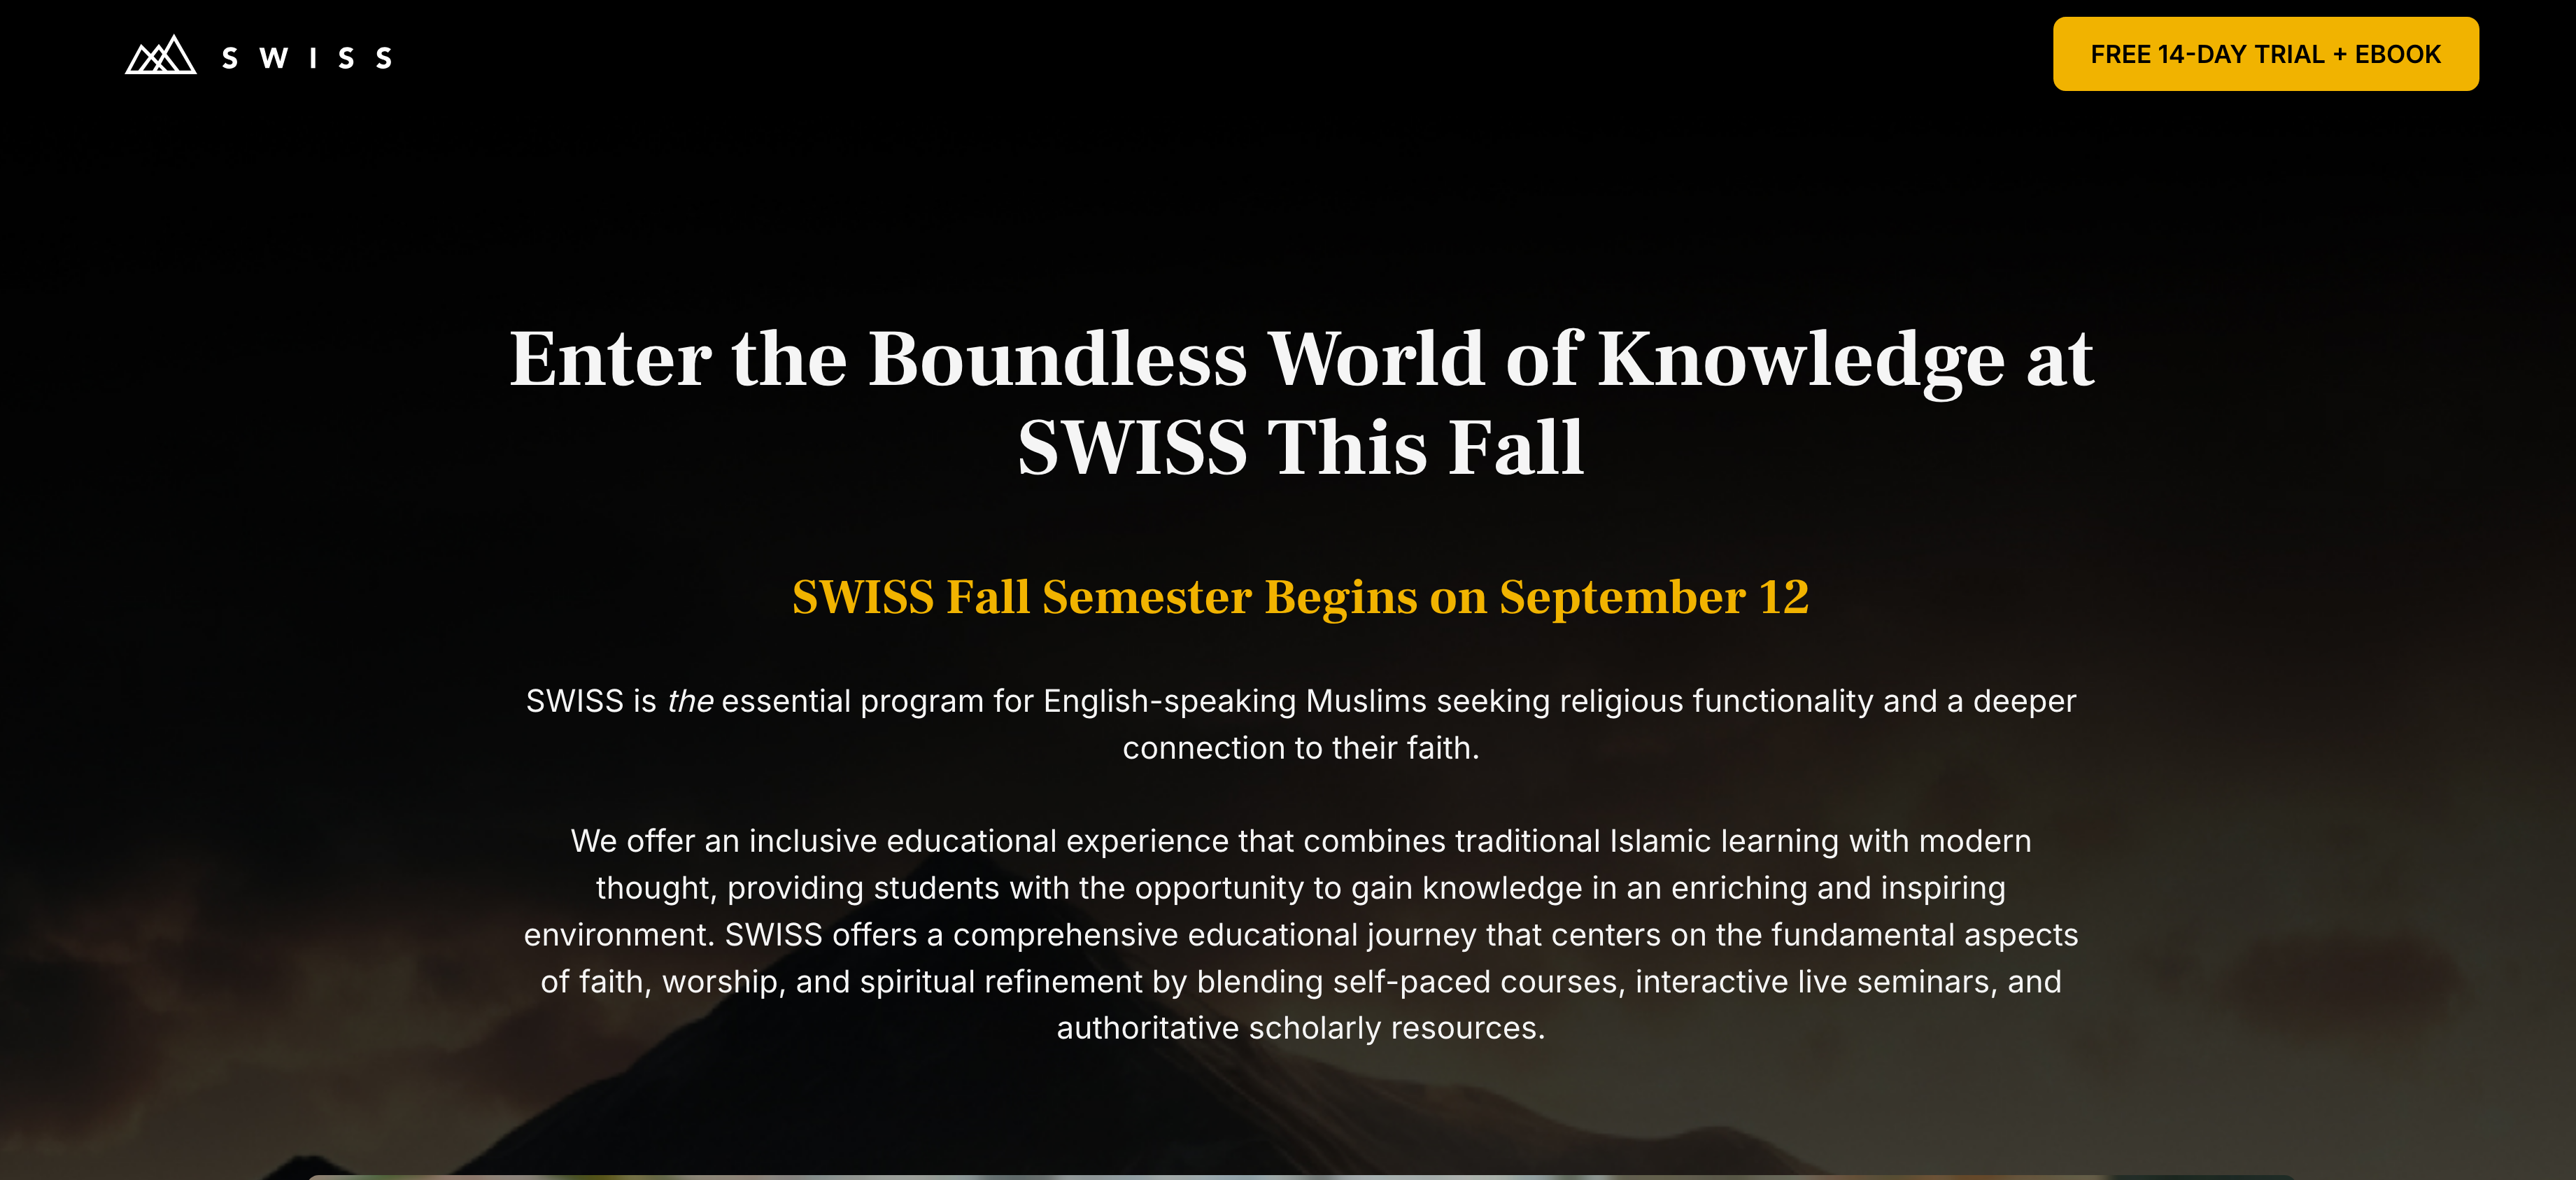 SWISS
FREE 14-DAY TRIAL + EBOOK
Enter the Boundless World of Knowledge at
SWISS This Fall
SWISS Fall Semester Begins on September 12
SWISS is the essential program for English-speaking Muslims seeking religious functionality and a deeper
connection to their faith.
We offer an inclusive educational experience that combines traditional Islamic learning with modern
thought, providing students with the opportunity to gain knowledge in an enriching and inspiring
environment. SWISS offers a comprehensive educational journey that centers on the fundamental aspects
of faith, worship, and spiritual refinement by blending self-paced courses, interactive live seminars, and
authoritative scholarly resources.